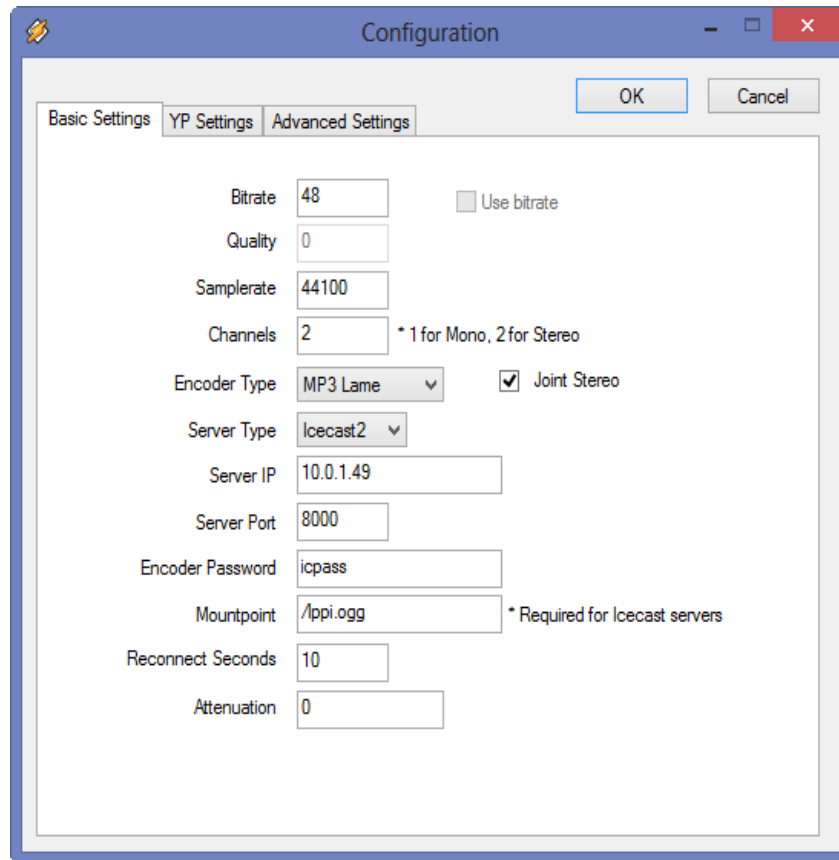 Configuration
OK Cancel
Basic Settings YP Settings Advanced Settings
Bitrate 48 Use bitrate
Quality 0
Samplerate 44100
Channels 2 * 1 for Mono, 2 for Stereo
Encoder Type MP3 Lame Joint Stereo
Server Type Icecast2
Server IP 10.0.1.49
Server Port 8000
Encoder Password icpass
Mountpoint /lppi.ogg * Required for Icecast servers
Reconnect Seconds 10
Attenuation 0